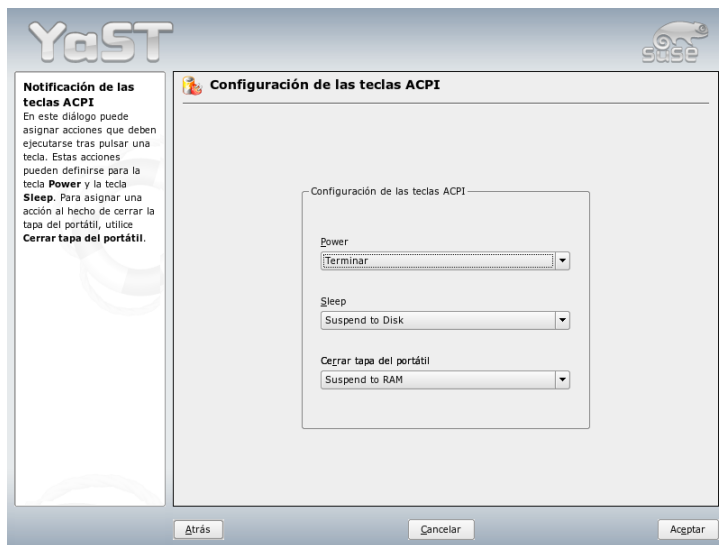 YaST
SUSE
Notificación de las
teclas ACPI
En este diálogo puede
asignar acciones que deben
ejecutarse tras pulsar una
tecla. Estas acciones
pueden definirse para la
tecla Power y la tecla
Sleep. Para asignar una
acción al hecho de cerrar la
tapa del portátil, utilice
Cerrar tapa del portátil.
Configuración de las teclas ACPI
Configuración de las teclas ACPI
Power
Terminar
Sleep
Suspend to Disk
Cerrar tapa del portátil
Suspend to RAM
Atrás
Cancelar
Aceptar